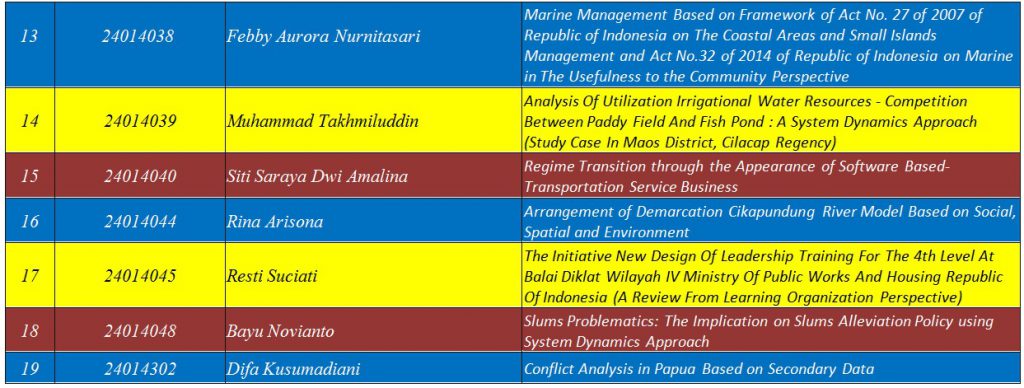 13 24014038 Febby Aurora Nurnitasari Marine Management Based on Framework of Act No. 27 of 2007 of
Republic of Indonesia on The Coastal Areas and Small Islands
Management and Act No.32 of 2014 of Republic of Indonesia on Marine
in The Usefulness to the Community Perspective
14 24014039 Muhammad Takhmiluddin Analysis Of Utilization Irrigational Water Resources - Competition
Between Paddy Field And Fish Pond : A System Dynamics Approach
(Study Case In Maos District, Cilacap Regency)
15 24014040 Siti Saraya Dwi Amalina Regime Transition through the Appearance of Software Based-
Transportation Service Business
16 24014044 Rina Arisona Arrangement of Demarcation Cikapundung River Model Based on Social,
Spatial and Environment
17 24014045 Resti Suciati The Initiative New Design Of Leadership Training For The 4th Level At
Balai Diklat Wilayah IV Ministry Of Public Works And Housing Republic
Of Indonesia (A Review From Learning Organization Perspective)
18 24014048 Bayu Novianto Slums Problematics: The Implication on Slums Alleviation Policy using
System Dynamics Approach
19 24014302 Difa Kusumadiani Conflict Analysis in Papua Based on Secondary Data